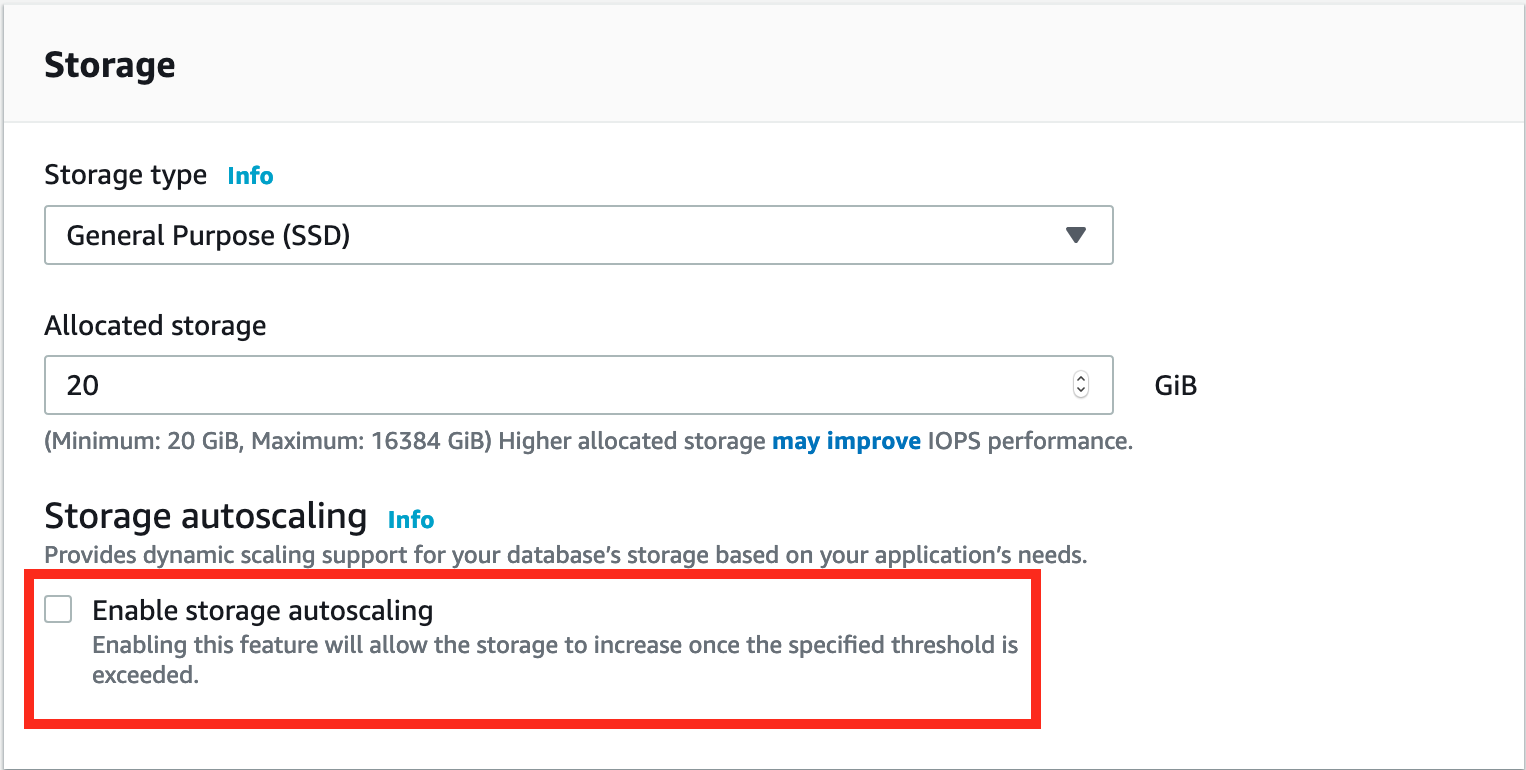 Storage
Storage type Info
General Purpose (SSD)
Allocated storage
20 GiB
(Minimum: 20 GiB, Maximum: 16384 GiB) Higher allocated storage may improve IOPS performance.
Storage autoscaling Info
Provides dynamic scaling support for your database’s storage based on your application’s needs.
Enable storage autoscaling
Enabling this feature will allow the storage to increase once the specified threshold is
exceeded.